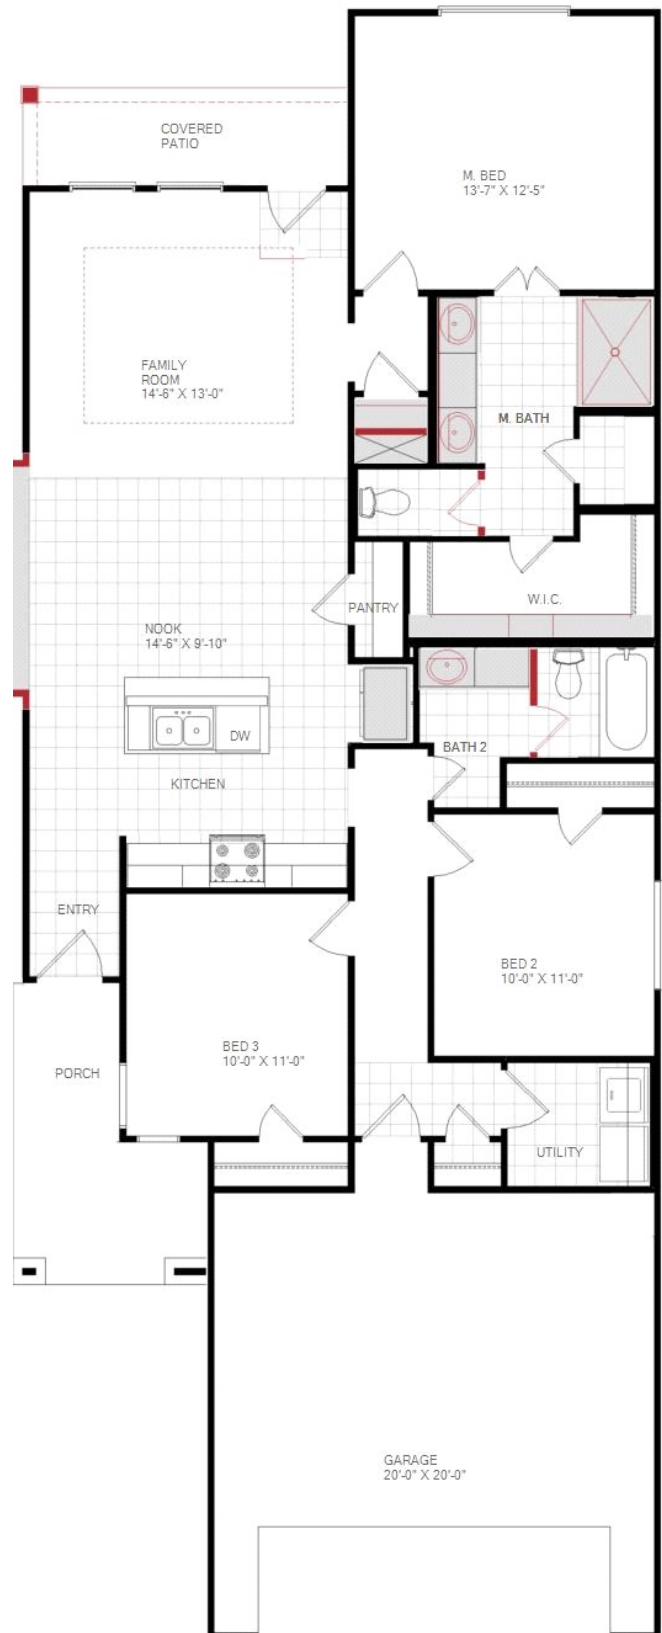 COVERED
PATIO
M. BED
13'-7" X 12'-5"
FAMILY
ROOM
14'-6" X 13'-0"
M. BATH
W.I.C.
PANTRY
NOOK
14'-6" X 9'-10"
DW
BATH 2
KITCHEN
ENTRY
BED 2
10'-0" X 11'-0"
BED 3
10'-0" X 11'-0"
PORCH
UTILITY
GARAGE
20'-0" X 20'-0"